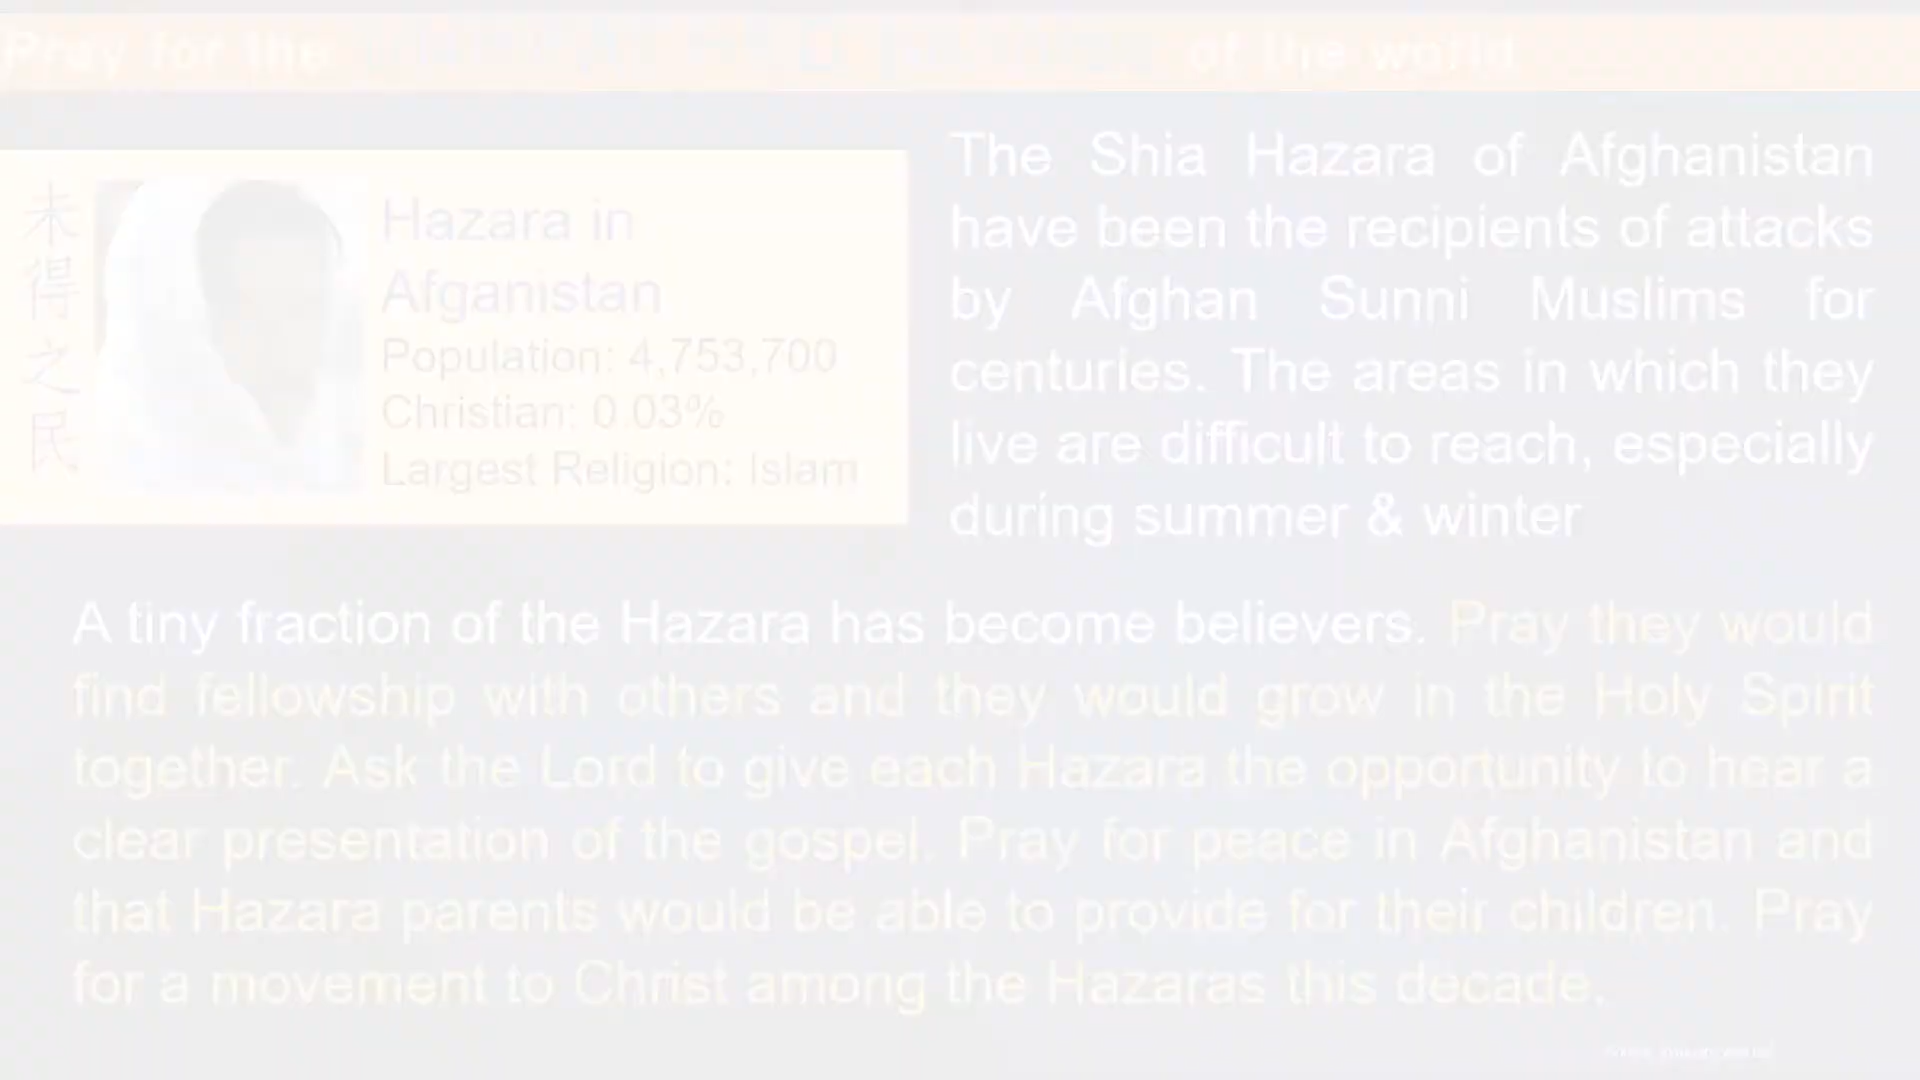 Pray for the
of the world
未得之民
Hazara in
Afganistan
Population: 4,753,700
Christian: 0.03%
Largest Religion: Islam
The Shia Hazara of Afghanistan
have been the recipients of attacks
by Afghan Sunni Muslims for
centuries. The areas in which they
live are difficult to reach, especially
during summer & winter
A tiny fraction of the Hazara has become believers. Pray they would
find fellowship with others and they would grow in the Holy Spirit
together. Ask the Lord to give each Hazara the opportunity to hear a
clear presentation of the gospel. Pray for peace in Afghanistan and
that Hazara parents would be able to provide for their children. Pray
for a movement to Christ among the Hazaras this decade.